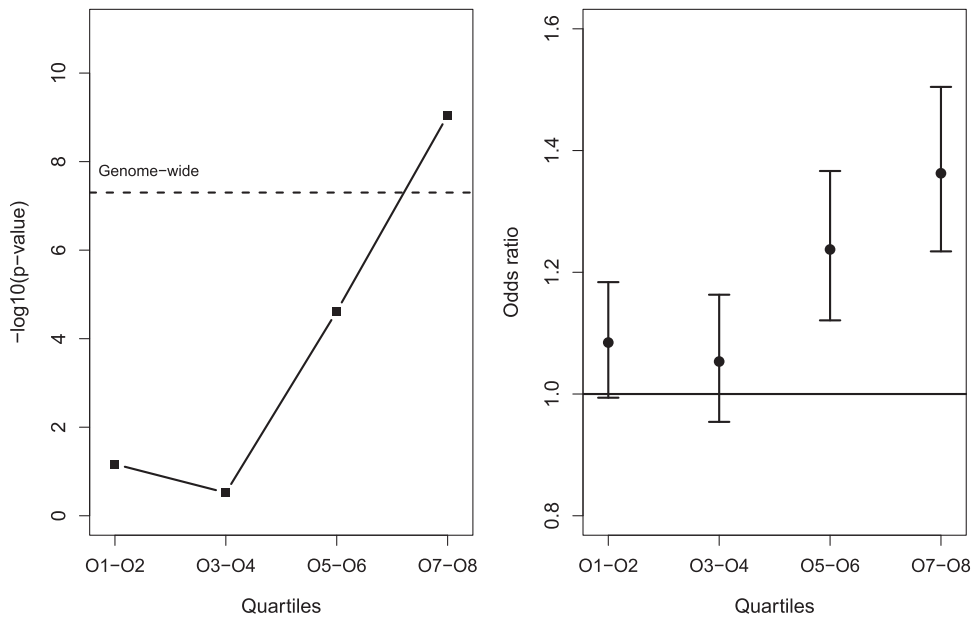 −log10(p−value)
10
8
6
4
2
0
Genome−wide
O1−O2 O3−O4 O5−O6 O7−O8
Quartiles
Odds ratio
1.6
1.4
1.2
1.0
0.8
O1−O2 O3−O4 O5−O6 O7−O8
Quartiles